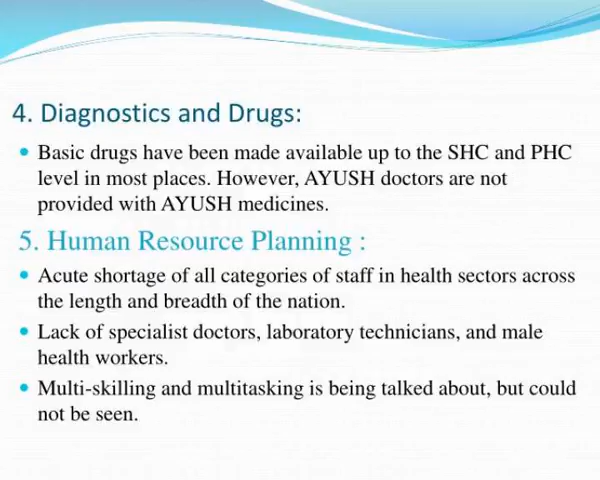 4. Diagnostics and Drugs:
• Basic drugs have been made available up to the SHC and PHC
level in most places. However, AYUSH doctors are not
provided with AYUSH medicines.
5. Human Resource Planning :
• Acute shortage of all categories of staff in health sectors across
the length and breadth of the nation.
• Lack of specialist doctors, laboratory technicians, and male
health workers.
• Multi-skilling and multitasking is being talked about, but could
not be seen.